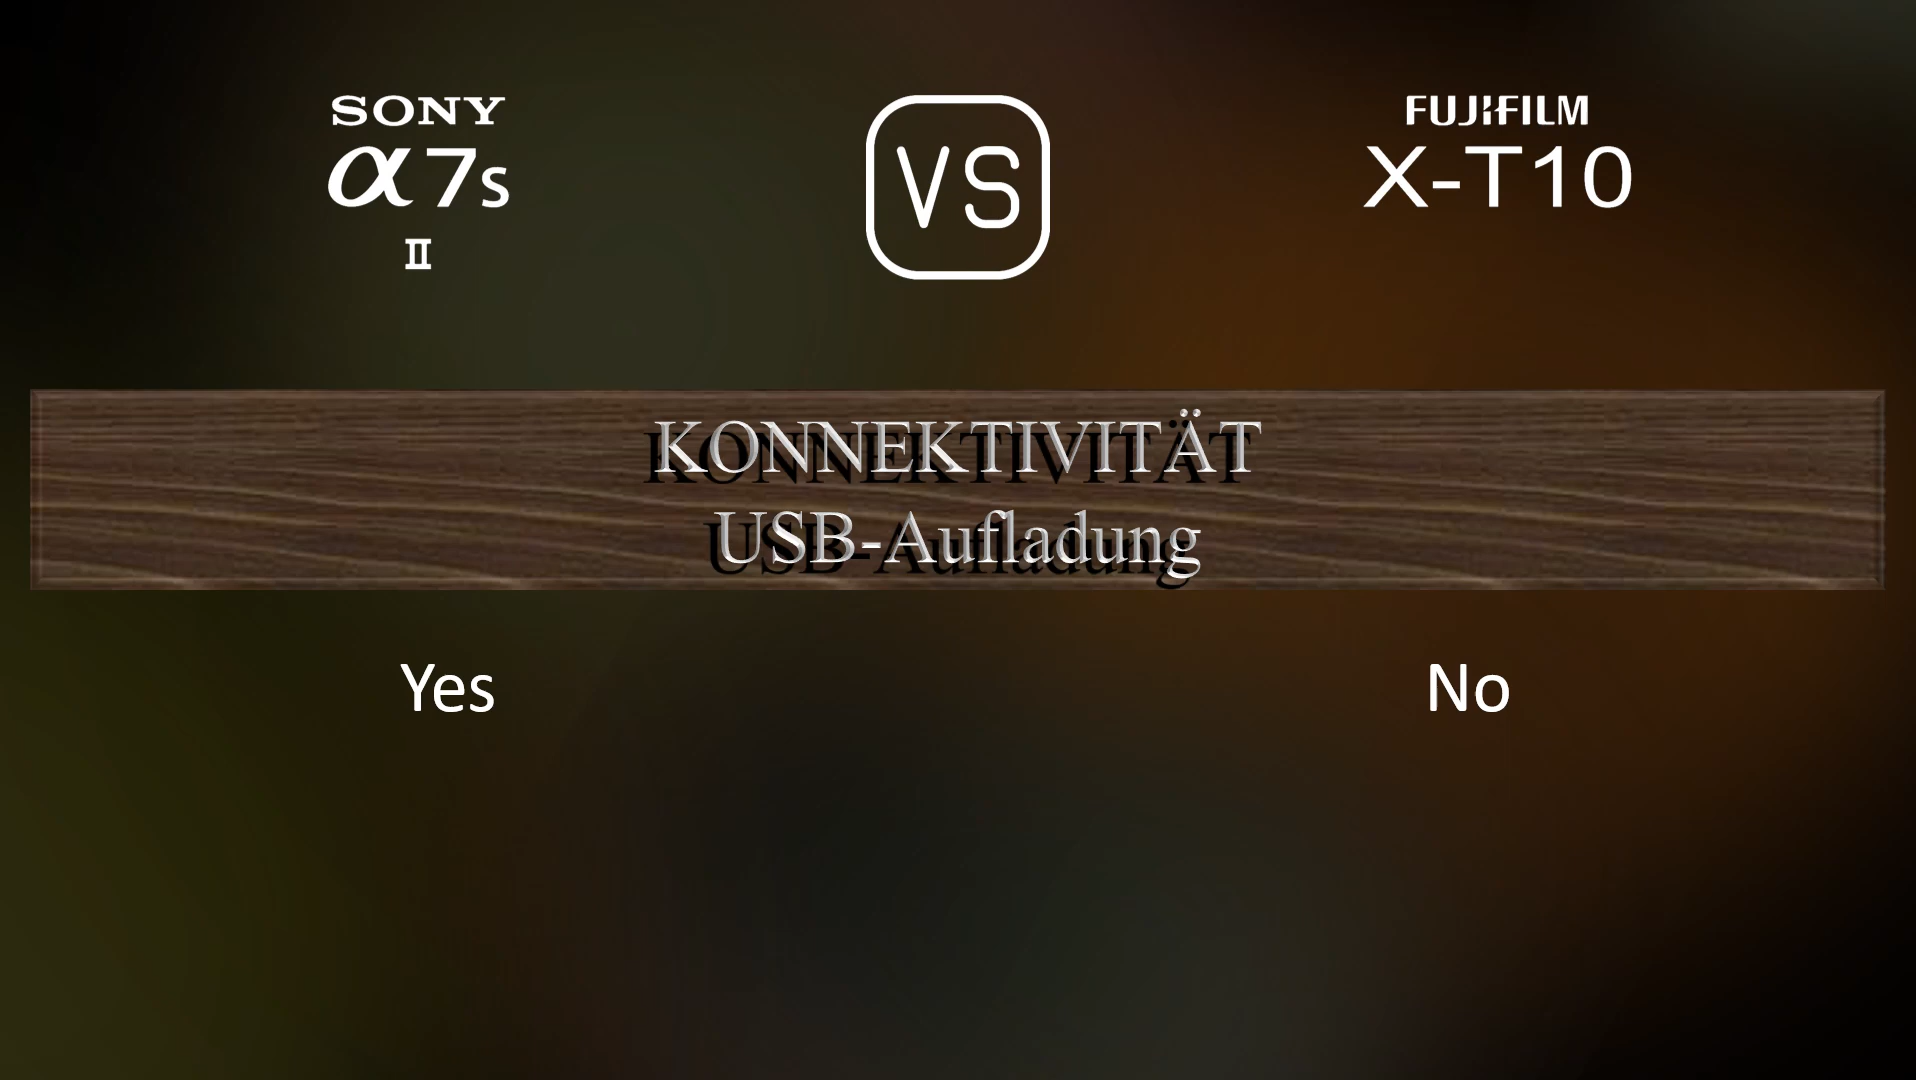 SONY
α7s
II
VS
FUJIFILM
X-T10
KONNEKTIVITÄT
USB-Aufladung
Yes
No